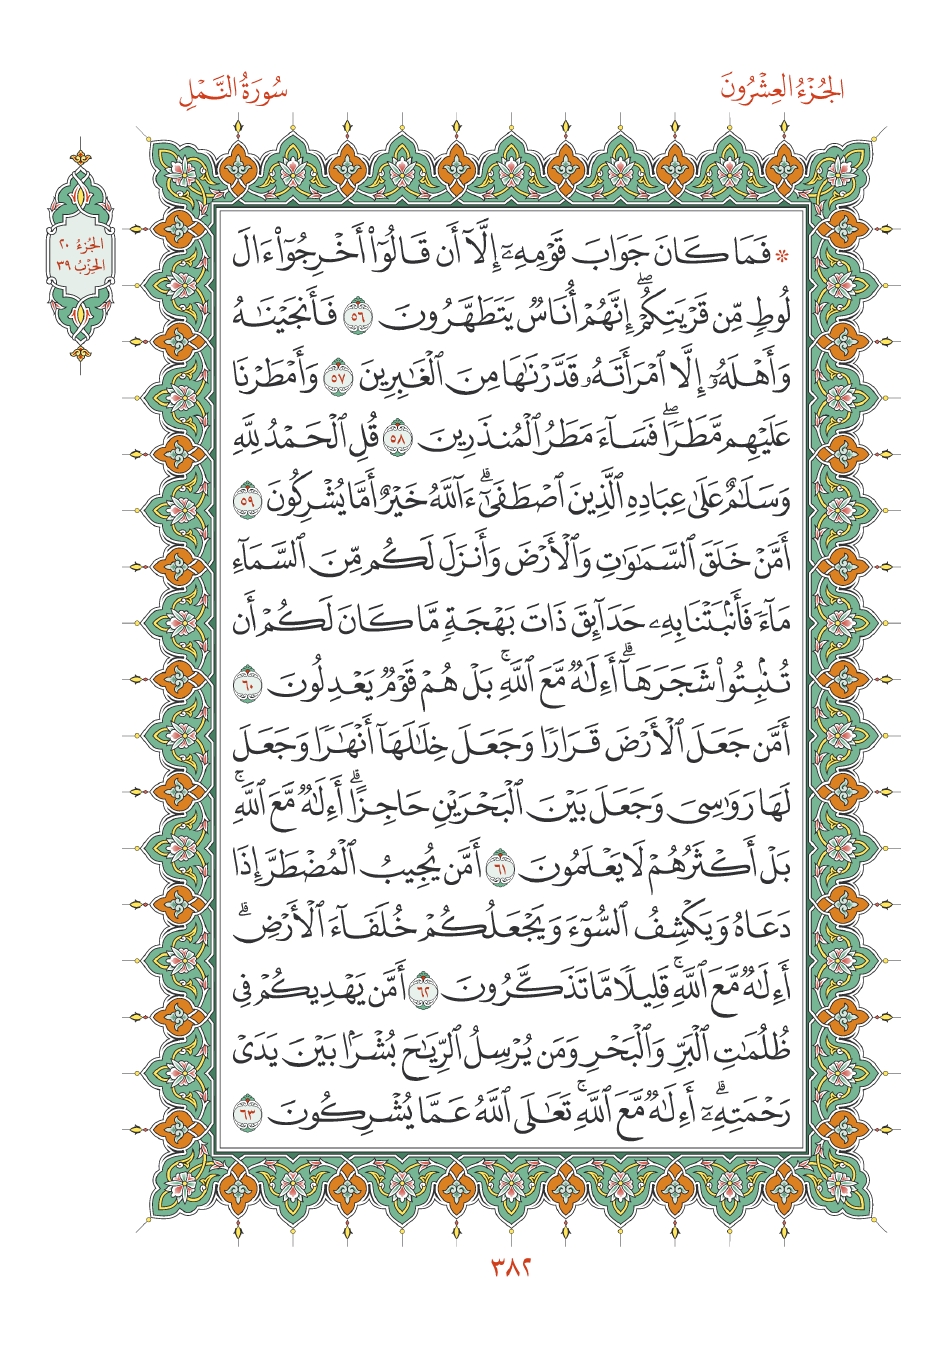 الجُزْءُ العِشْرُونَ
سُورَةُ النَّمْلِ
الجُزءُ ٢٠
الحِزْبُ ٣٩
۞ فَمَا كَانَ جَوَابَ قَوْمِهِۦٓ إِلَّآ أَن قَالُوٓا۟ أَخْرِجُوٓا۟ ءَالَ
لُوطٍ مِّن قَرْيَتِكُمْ ۖ إِنَّهُمْ أُنَاسٌ يَتَطَهَّرُونَ ٥٦ فَأَنجَيْنَـٰهُ
وَأَهْلَهُۥٓ إِلَّا ٱمْرَأَتَهُۥ قَدَّرْنَـٰهَا مِنَ ٱلْغَـٰبِرِينَ ٥٧ وَأَمْطَرْنَا
عَلَيْهِم مَّطَرًا ۖ فَسَآءَ مَطَرُ ٱلْمُنذَرِينَ ٥٨ قُلِ ٱلْحَمْدُ لِلَّهِ
وَسَلَـٰمٌ عَلَىٰ عِبَادِهِ ٱلَّذِينَ ٱصْطَفَىٰٓ ۗ ءَآللَّهُ خَيْرٌ أَمَّا يُشْرِكُونَ ٥٩
أَمَّنْ خَلَقَ ٱلسَّمَـٰوَٰتِ وَٱلْأَرْضَ وَأَنزَلَ لَكُم مِّنَ ٱلسَّمَآءِ
مَآءً فَأَنۢبَتْنَا بِهِۦ حَدَآئِقَ ذَاتَ بَهْجَةٍ مَّا كَانَ لَكُمْ أَن
تُنۢبِتُوا۟ شَجَرَهَآ ۗ أَءِلَـٰهٌ مَّعَ ٱللَّهِ ۚ بَلْ هُمْ قَوْمٌ يَعْدِلُونَ ٦٠
أَمَّن جَعَلَ ٱلْأَرْضَ قَرَارًا وَجَعَلَ خِلَـٰلَهَآ أَنْهَـٰرًا وَجَعَلَ
لَهَا رَوَٰسِىَ وَجَعَلَ بَيْنَ ٱلْبَحْرَيْنِ حَاجِزًا ۗ أَءِلَـٰهٌ مَّعَ ٱللَّهِ ۚ
بَلْ أَكْثَرُهُمْ لَا يَعْلَمُونَ ٦١ أَمَّن يُجِيبُ ٱلْمُضْطَرَّ إِذَا
دَعَاهُ وَيَكْشِفُ ٱلسُّوٓءَ وَيَجْعَلُكُمْ خُلَفَآءَ ٱلْأَرْضِ ۗ
أَءِلَـٰهٌ مَّعَ ٱللَّهِ ۚ قَلِيلًا مَّا تَذَكَّرُونَ ٦٢ أَمَّن يَهْدِيكُمْ فِى
ظُلُمَـٰتِ ٱلْبَرِّ وَٱلْبَحْرِ وَمَن يُرْسِلُ ٱلرِّيَـٰحَ بُشْرًۢا بَيْنَ يَدَىْ
رَحْمَتِهِۦٓ ۗ أَءِلَـٰهٌ مَّعَ ٱللَّهِ ۚ تَعَـٰلَى ٱللَّهُ عَمَّا يُشْرِكُونَ ٦٣
٣٨٢